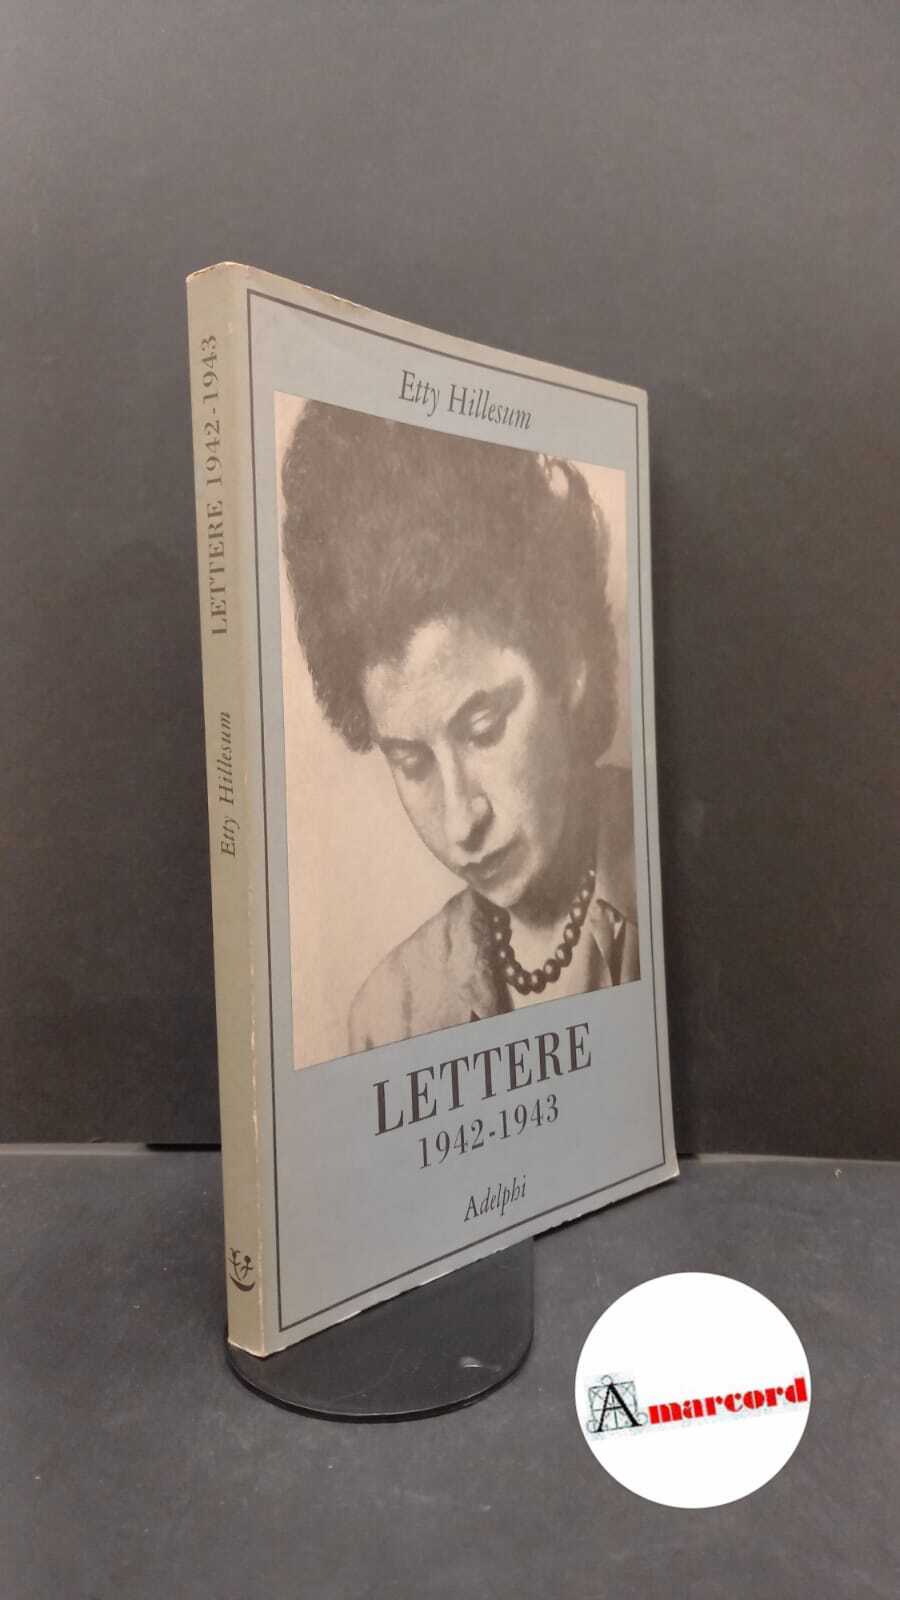 LETTERE 1942-1943
Etty Hillesum
Etty Hillesum
LETTERE
1942-1943
Adelphi
Amarcord